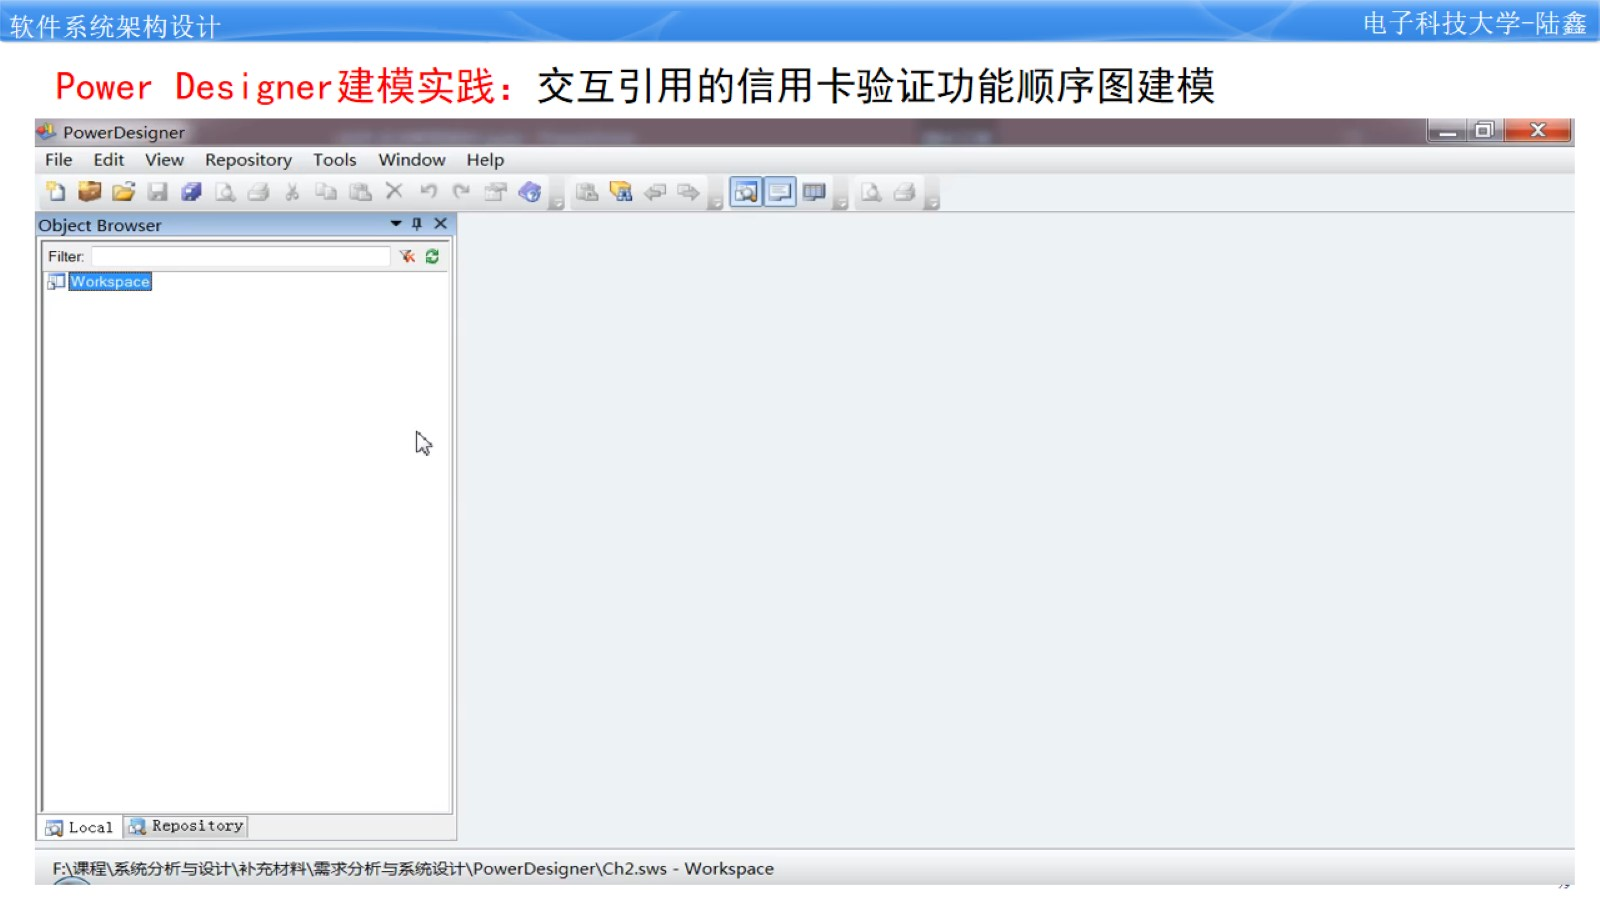 软件系统架构设计
电子科技大学-陆鑫
Power Designer建模实践：交互引用的信用卡验证功能顺序图建模
PowerDesigner
File Edit View Repository Tools Window Help
Object Browser
Filter:
Workspace
Local Repository
F:\课程\系统分析与设计\补充材料\需求分析与系统设计\PowerDesigner\Ch2.sws - Workspace